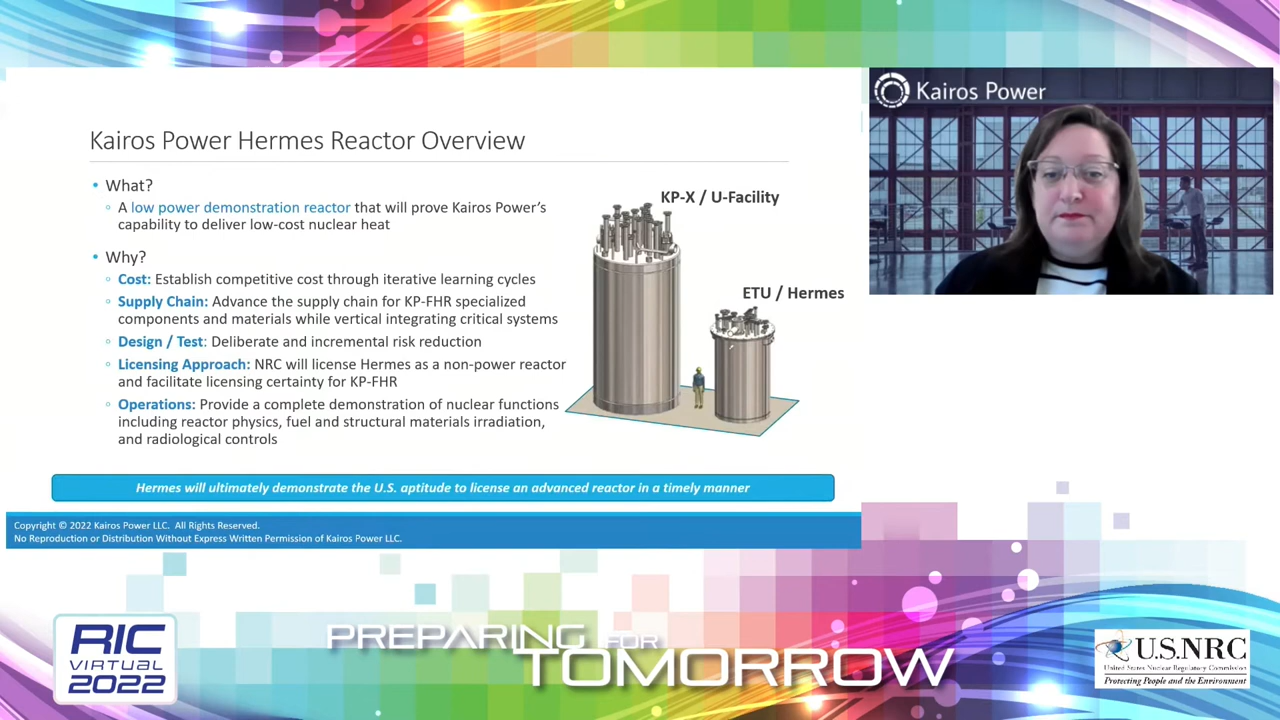 Kairos Power Hermes Reactor Overview
• What?
◦ A low power demonstration reactor that will prove Kairos Power’s
capability to deliver low-cost nuclear heat
• Why?
◦ Cost: Establish competitive cost through iterative learning cycles
◦ Supply Chain: Advance the supply chain for KP-FHR specialized
components and materials while vertical integrating critical systems
◦ Design / Test: Deliberate and incremental risk reduction
◦ Licensing Approach: NRC will license Hermes as a non-power reactor
and facilitate licensing certainty for KP-FHR
◦ Operations: Provide a complete demonstration of nuclear functions
including reactor physics, fuel and structural materials irradiation,
and radiological controls
KP-X / U-Facility
ETU / Hermes
Hermes will ultimately demonstrate the U.S. aptitude to license an advanced reactor in a timely manner
Copyright © 2022 Kairos Power LLC. All Rights Reserved.
No Reproduction or Distribution Without Express Written Permission of Kairos Power LLC.
Kairos Power
RIC
VIRTUAL
2022
PREPARING FOR
TOMORROW
U.S.NRC
United States Nuclear Regulatory Commission
Protecting People and the Environment